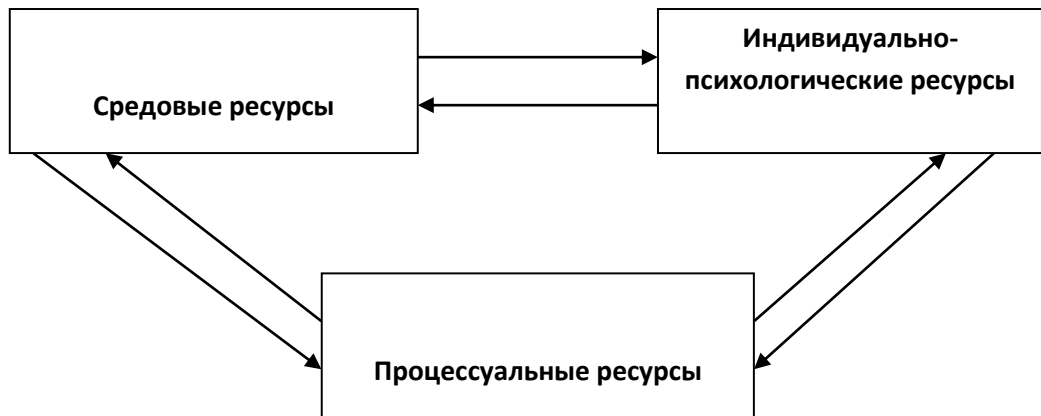 Средовые ресурсы
Индивидуально-
психологические ресурсы
Процессуальные ресурсы